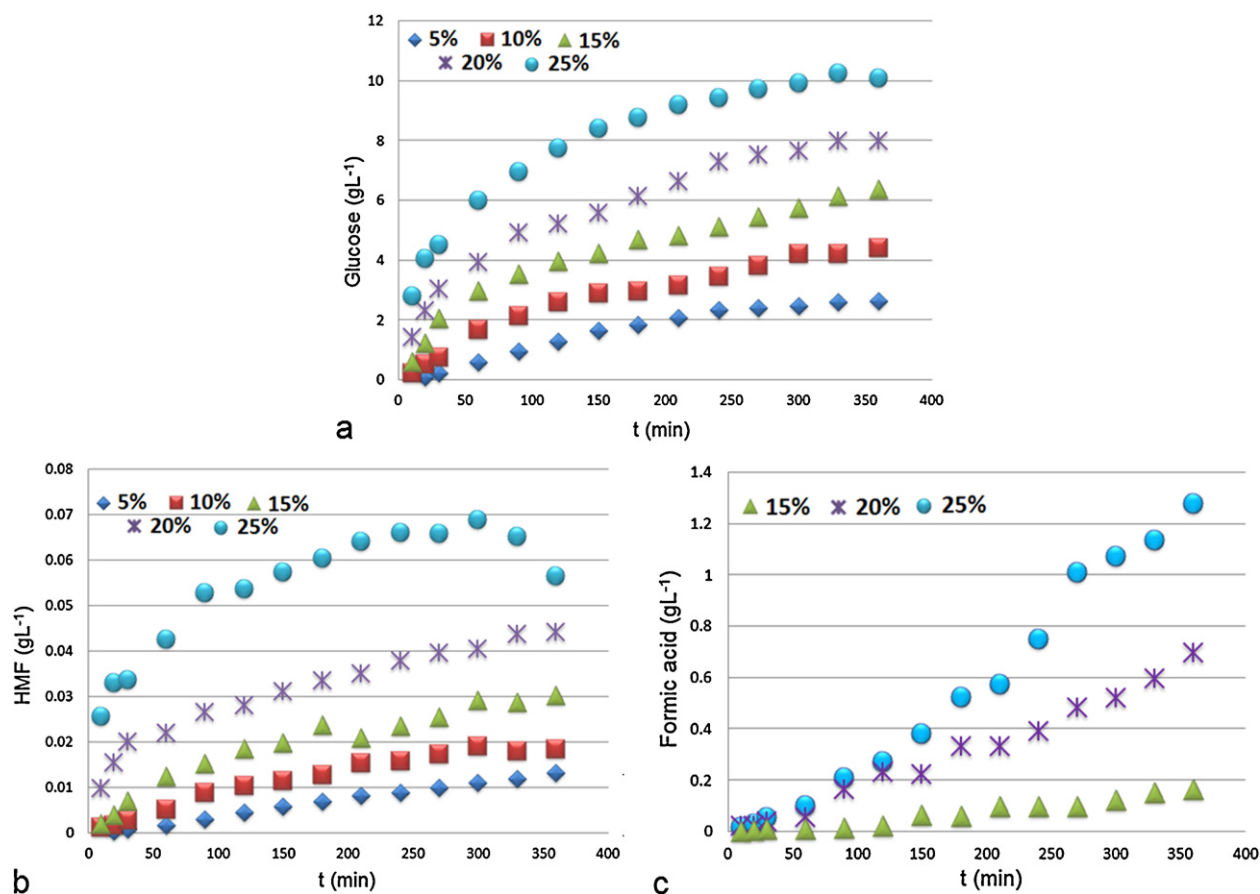 12
5% 10% 15%
20% 25%
10
8
6
4
2
0
Glucose (gL-1)
0 50 100 150 200 250 300 350 400
t (min)
a
0.08
5% 10% 15%
20% 25%
0.07
0.06
0.05
0.04
0.03
0.02
0.01
0
HMF (gL-1)
0 50 100 150 200 250 300 350 400
t (min)
b
1.4
15% 20% 25%
1.2
1
0.8
0.6
0.4
0.2
0
Formic acid (gL-1)
0 50 100 150 200 250 300 350 400
t (min)
c